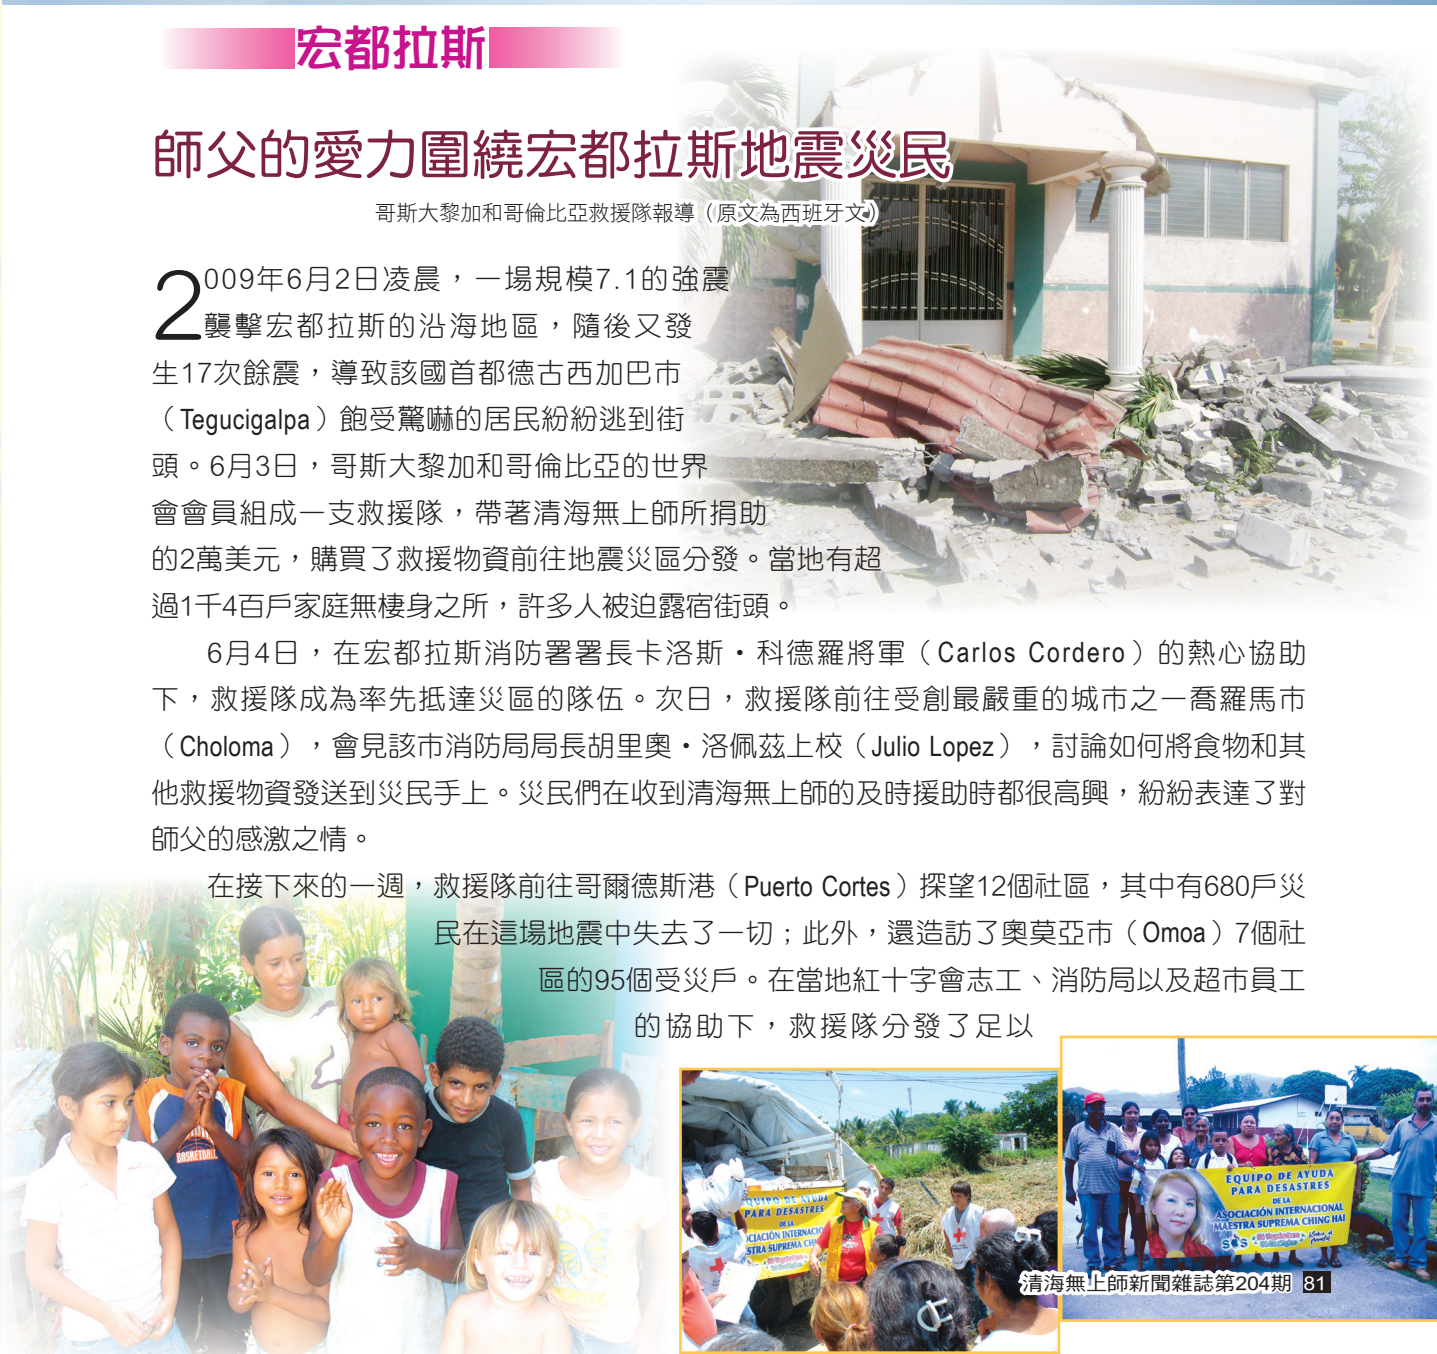 宏都拉斯
師父的愛力圍繞宏都拉斯地震災民
哥斯大黎加和哥倫比亞救援隊報導（原文為西班牙文）
2009年6月2日凌晨，一場規模7.1的強震
襲擊宏都拉斯的沿海地區，隨後又發
生17次餘震，導致該國首都德古西加巴市
（Tegucigalpa）飽受驚嚇的居民紛紛逃到街
頭。6月3日，哥斯大黎加和哥倫比亞的世界
會會員組成一支救援隊，帶著清海無上師所捐助
的2萬美元，購買了救援物資前往地震災區分發。當地有超
過1千4百戶家庭無棲身之所，許多人被迫露宿街頭。
6月4日，在宏都拉斯消防署署長卡洛斯・科德羅將軍（Carlos Cordero）的熱心協助
下，救援隊成為率先抵達災區的隊伍。次日，救援隊前往受創最嚴重的城市之一喬羅馬市
（Choloma），會見該市消防局局長胡里奧・洛佩茲上校（Julio Lopez），討論如何將食物和其
他救援物資發送到災民手上。災民們在收到清海無上師的及時援助時都很高興，紛紛表達了對
師父的感激之情。
在接下來的一週，救援隊前往哥爾德斯港（Puerto Cortes）探望12個社區，其中有680戶災
民在這場地震中失去了一切；此外，還造訪了奧莫亞市（Omoa）7個社
區的95個受災戶。在當地紅十字會志工、消防局以及超市員工
的協助下，救援隊分發了足以
BASKETBALL
EQUIPO DE AYUDA
PARA DESASTRES
DE LA
OCIACIÓN INTERNACIO
STRA SUPREMA CHING
EQUIPO DE AYUDA
PARA DESASTRES
DE LA
ASOCIACIÓN INTERNACIONAL
MAESTRA SUPREMA CHING HAI
SOS
清海無上師新聞雜誌第204期 81